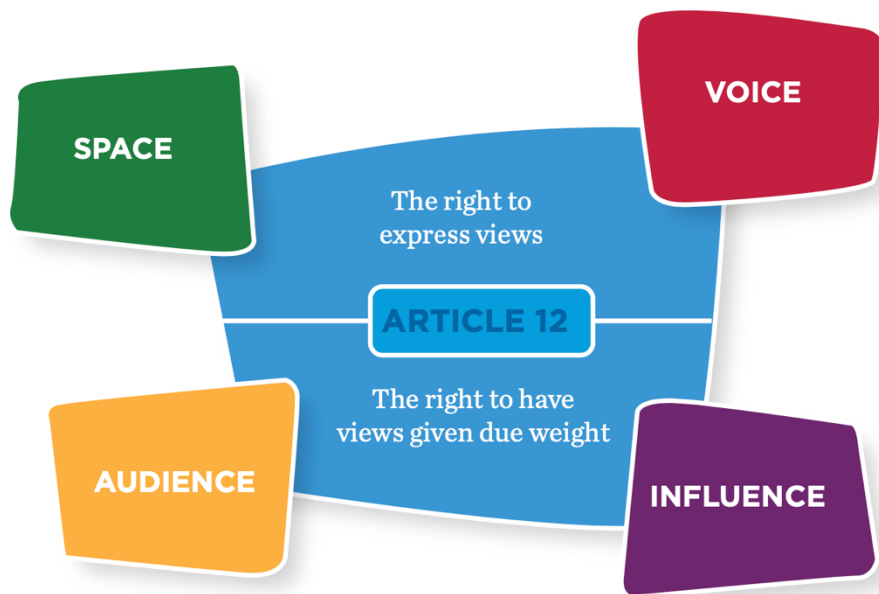 SPACE
VOICE
The right to
express views
ARTICLE 12
The right to have
views given due weight
AUDIENCE
INFLUENCE